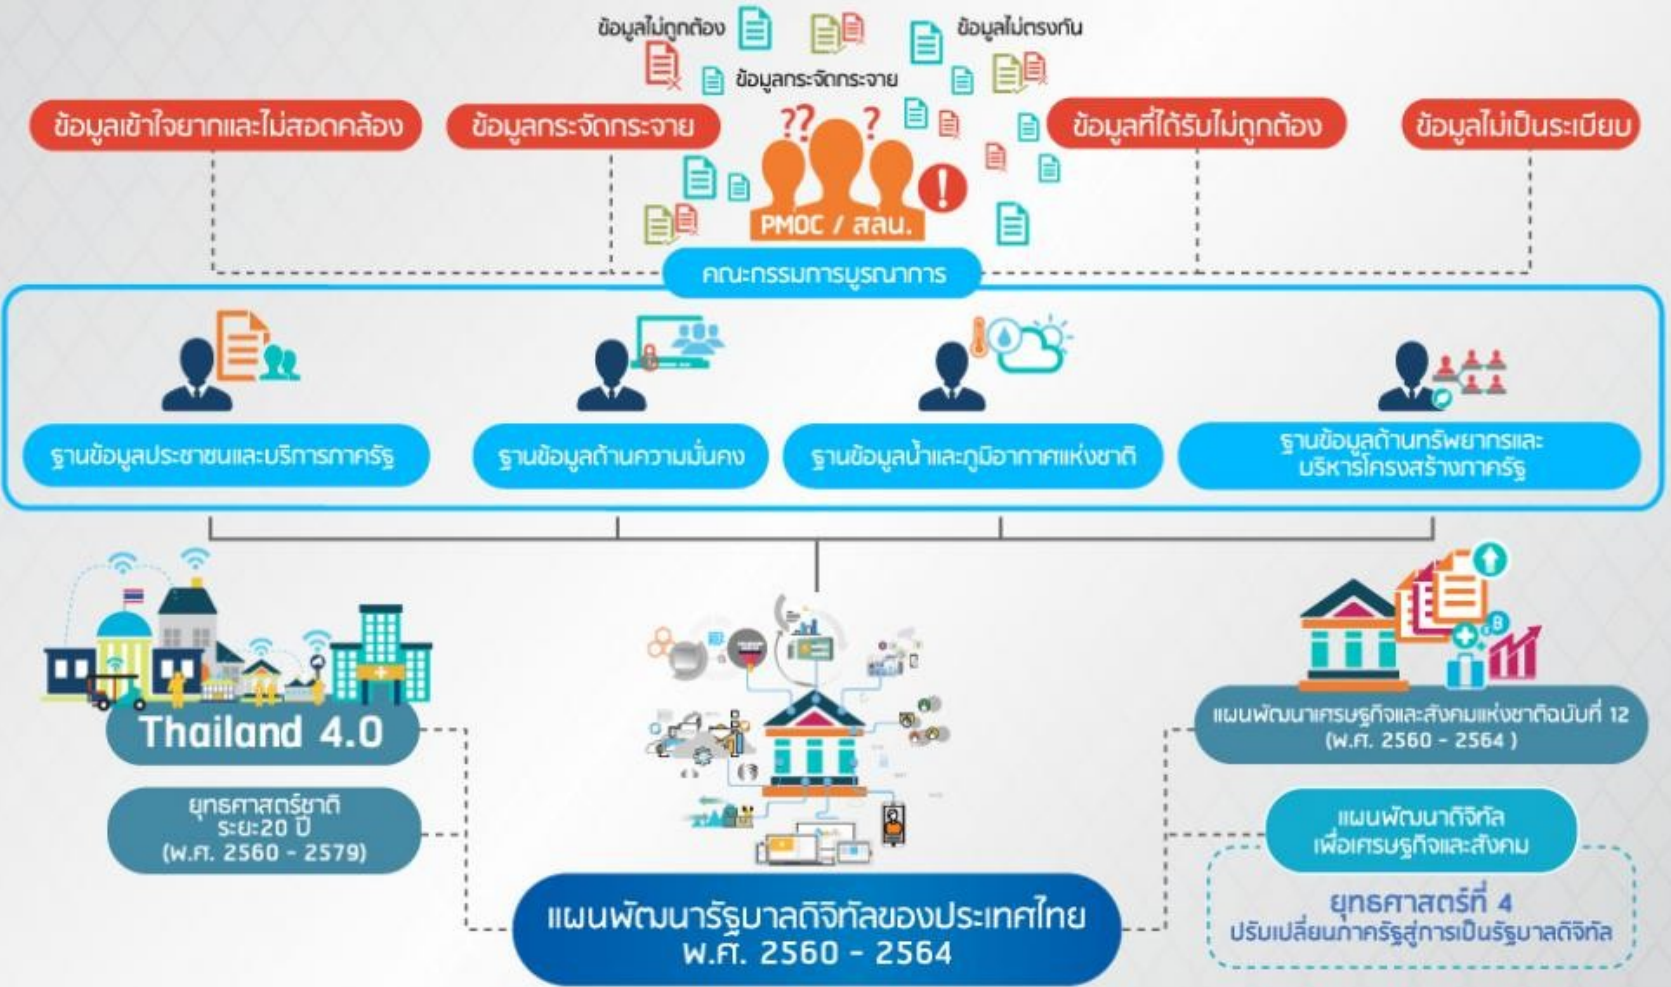 ข้อมูลไม่ถูกต้อง
ข้อมูลไม่ตรงกัน
ข้อมูลกระจัดกระจาย
ข้อมูลเข้าใจยากและไม่สอดคล้อง
ข้อมูลกระจัดกระจาย
?? ?
ข้อมูลที่ได้รับไม่ถูกต้อง
ข้อมูลไม่เป็นระเบียบ
!
PMOC / สลน.
คณะกรรมการบูรณาการ
ฐานข้อมูลประชาชนและบริการภาครัฐ
ฐานข้อมูลด้านความมั่นคง
ฐานข้อมูลน้ำและภูมิอากาศแห่งชาติ
ฐานข้อมูลด้านทรัพยากรและ
บริหารโครงสร้างภาครัฐ
Thailand 4.0
ยุทธศาสตร์ชาติ
ระยะ20 ปี
(พ.ศ. 2560 - 2579)
แผนพัฒนาเศรษฐกิจและสังคมแห่งชาติฉบับที่ 12
(พ.ศ. 2560 - 2564 )
แผนพัฒนาดิจิทัล
เพื่อเศรษฐกิจและสังคม
ยุทธศาสตร์ที่ 4
ปรับเปลี่ยนภาครัฐสู่การเป็นรัฐบาลดิจิทัล
แผนพัฒนารัฐบาลดิจิทัลของประเทศไทย
พ.ศ. 2560 - 2564